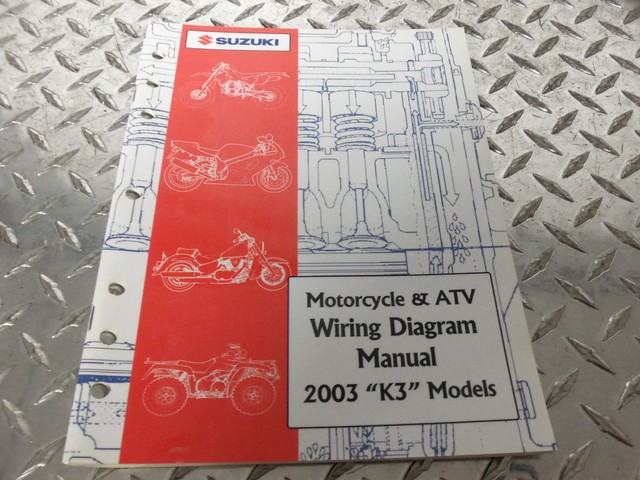 SUZUKI
Motorcycle & ATV
Wiring Diagram
Manual
2003 "K3" Models